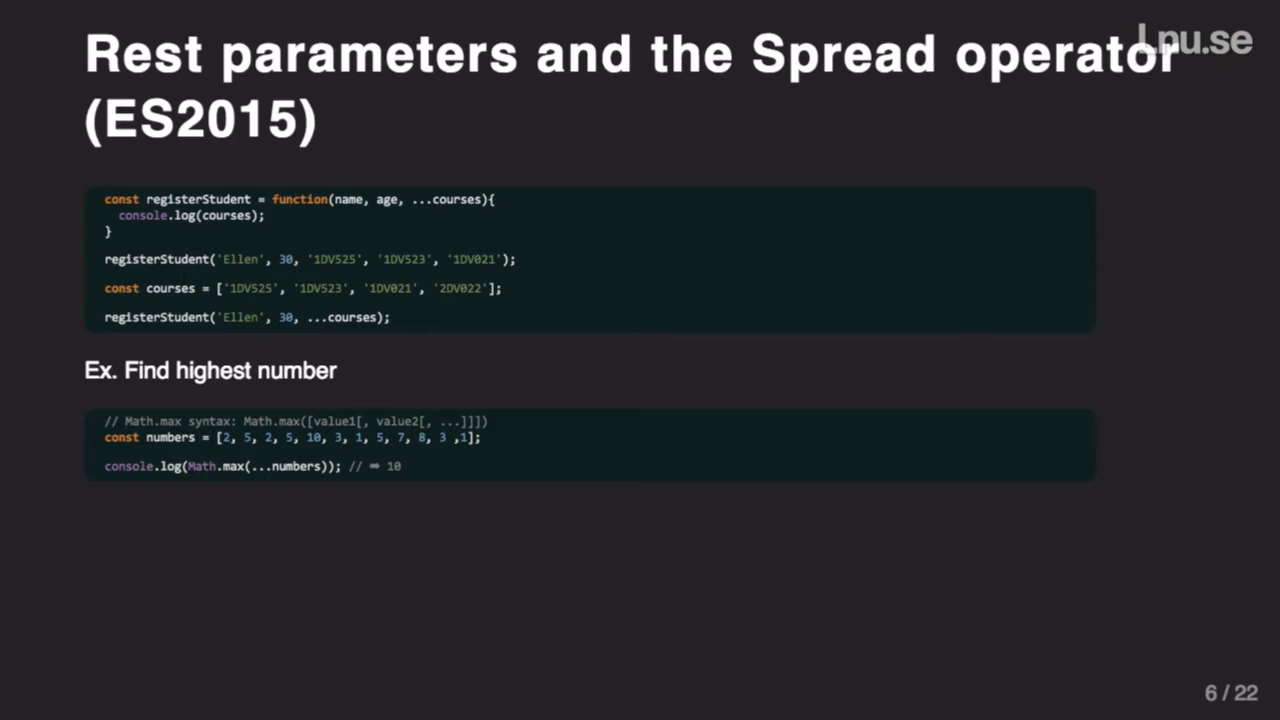 Lnu.se
Rest parameters and the Spread operator
(ES2015)
const registerStudent = function(name, age, ...courses){
  console.log(courses);
}
registerStudent('Ellen', 30, '1DV525', '1DV523', '1DV021');
const courses = ['1DV525', '1DV523', '1DV021', '2DV022'];
registerStudent('Ellen', 30, ...courses);
Ex. Find highest number
// Math.max syntax: Math.max([value1[, value2[, ...]]])
const numbers = [2, 5, 2, 5, 10, 3, 1, 5, 7, 8, 3 ,1];
console.log(Math.max(...numbers)); // ➡ 10
6 / 22